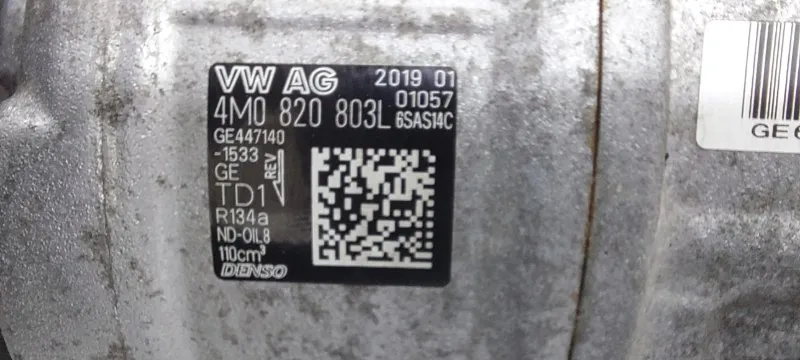 VW AG 2019 01
01057
4M0 820 803L 6SAS14C
GE447140
-1533
GE REV
TD1
R134a
ND-OIL8
110cm³
DENSO
GE